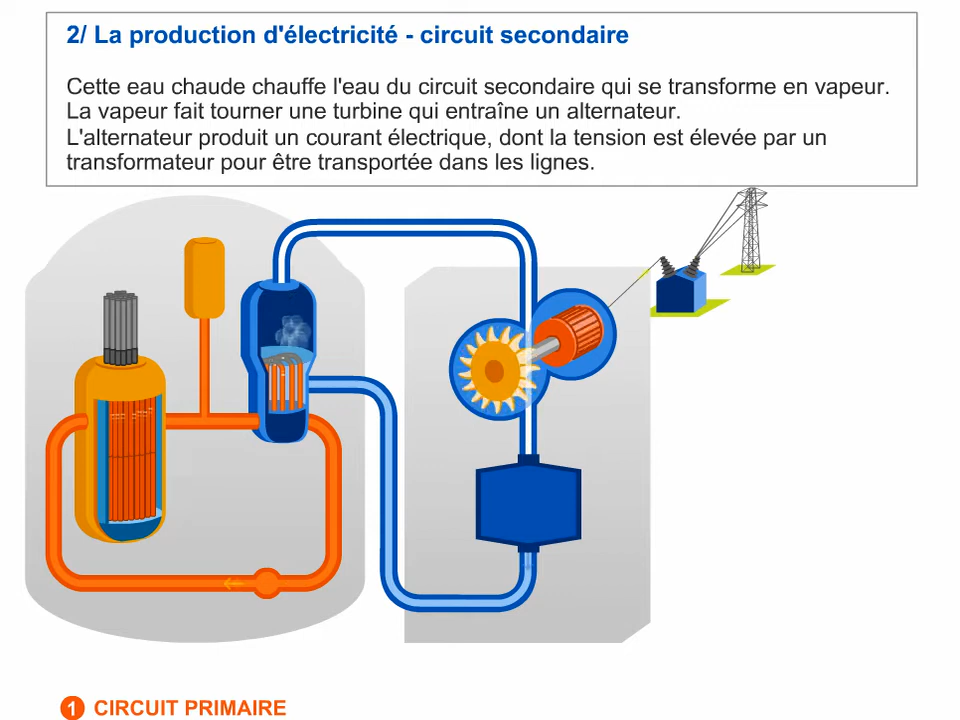 2/ La production d'électricité - circuit secondaire
Cette eau chaude chauffe l'eau du circuit secondaire qui se transforme en vapeur.
La vapeur fait tourner une turbine qui entraîne un alternateur.
L'alternateur produit un courant électrique, dont la tension est élevée par un
transformateur pour être transportée dans les lignes.
1 CIRCUIT PRIMAIRE